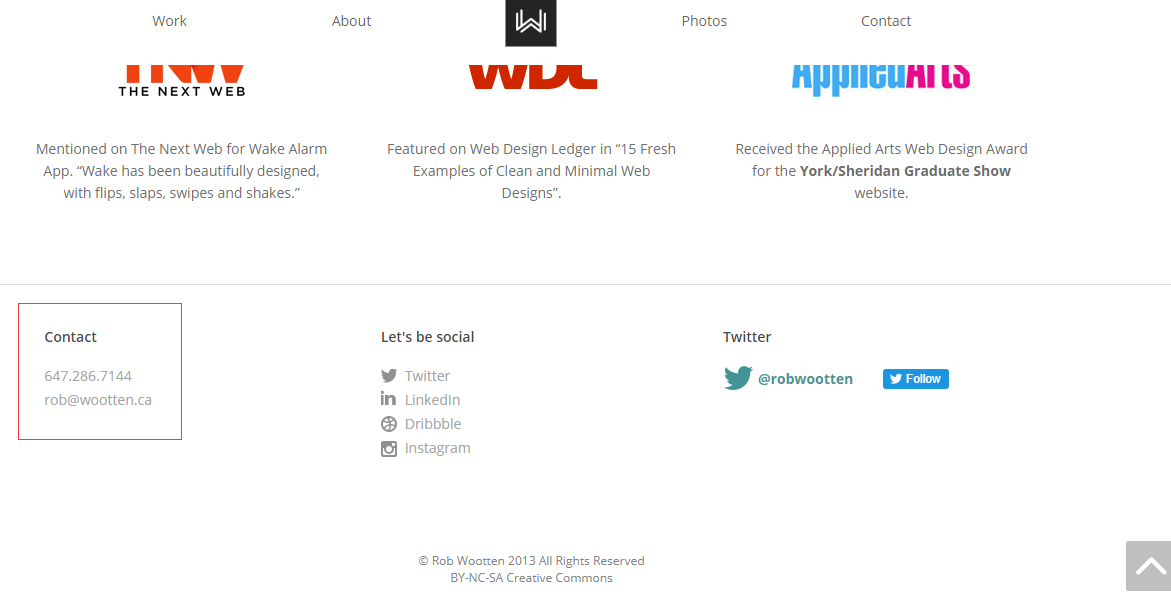 Work About Photos Contact
TNW WDL AppliedArts
THE NEXT WEB
Mentioned on The Next Web for Wake Alarm
App. “Wake has been beautifully designed,
with flips, slaps, swipes and shakes.”
Featured on Web Design Ledger in “15 Fresh
Examples of Clean and Minimal Web
Designs”.
Received the Applied Arts Web Design Award
for the York/Sheridan Graduate Show
website.
Contact
647.286.7144
rob@wootten.ca
Let's be social
Twitter
LinkedIn
Dribbble
Instagram
Twitter
@robwootten
Follow
© Rob Wootten 2013 All Rights Reserved
BY-NC-SA Creative Commons